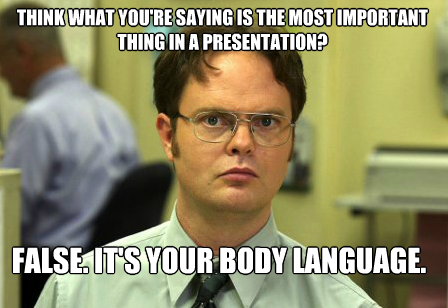 THINK WHAT YOU'RE SAYING IS THE MOST IMPORTANT
THING IN A PRESENTATION?
FALSE. IT'S YOUR BODY LANGUAGE.